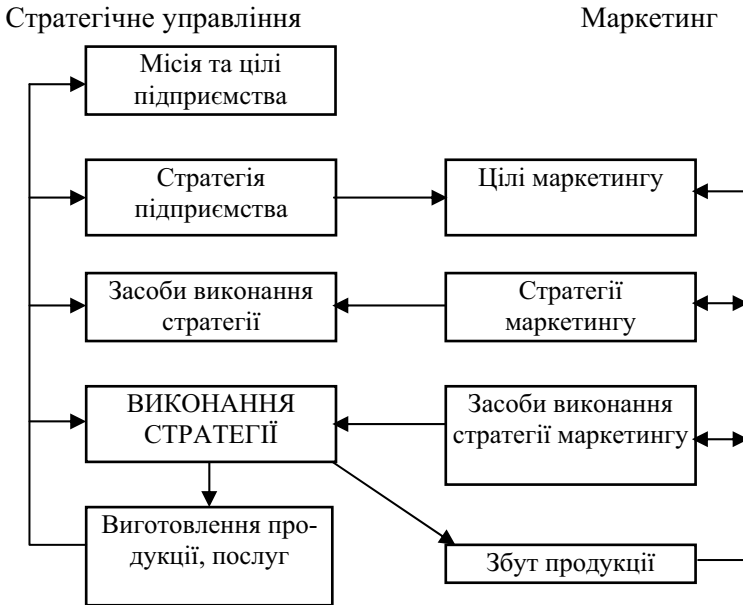 Стратегічне управління
Маркетинг
Місія та цілі
підприємства
Стратегія
підприємства
Цілі маркетингу
Засоби виконання
стратегії
Стратегії
маркетингу
ВИКОНАННЯ
СТРАТЕГІЇ
Засоби виконання
стратегії маркетингу
Виготовлення про-
дукції, послуг
Збут продукції